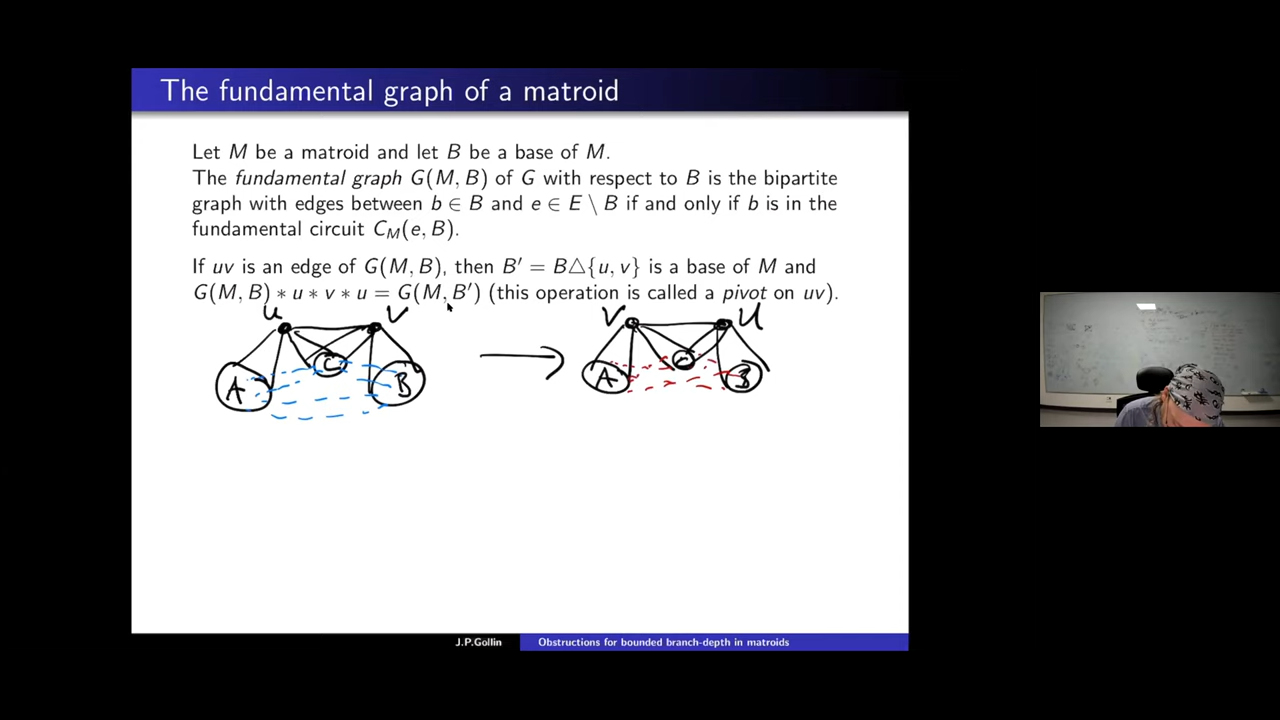 The fundamental graph of a matroid
Let M be a matroid and let B be a base of M.
The fundamental graph G(M, B) of G with respect to B is the bipartite
graph with edges between b ∈ B and e ∈ E \ B if and only if b is in the
fundamental circuit C_M(e, B).
If uv is an edge of G(M, B), then B′ = B△{u, v} is a base of M and
G(M, B) ∗ u ∗ v ∗ u = G(M, B′) (this operation is called a pivot on uv).
u v v u
A C B A C B
J.P.Gollin Obstructions for bounded branch-depth in matroids